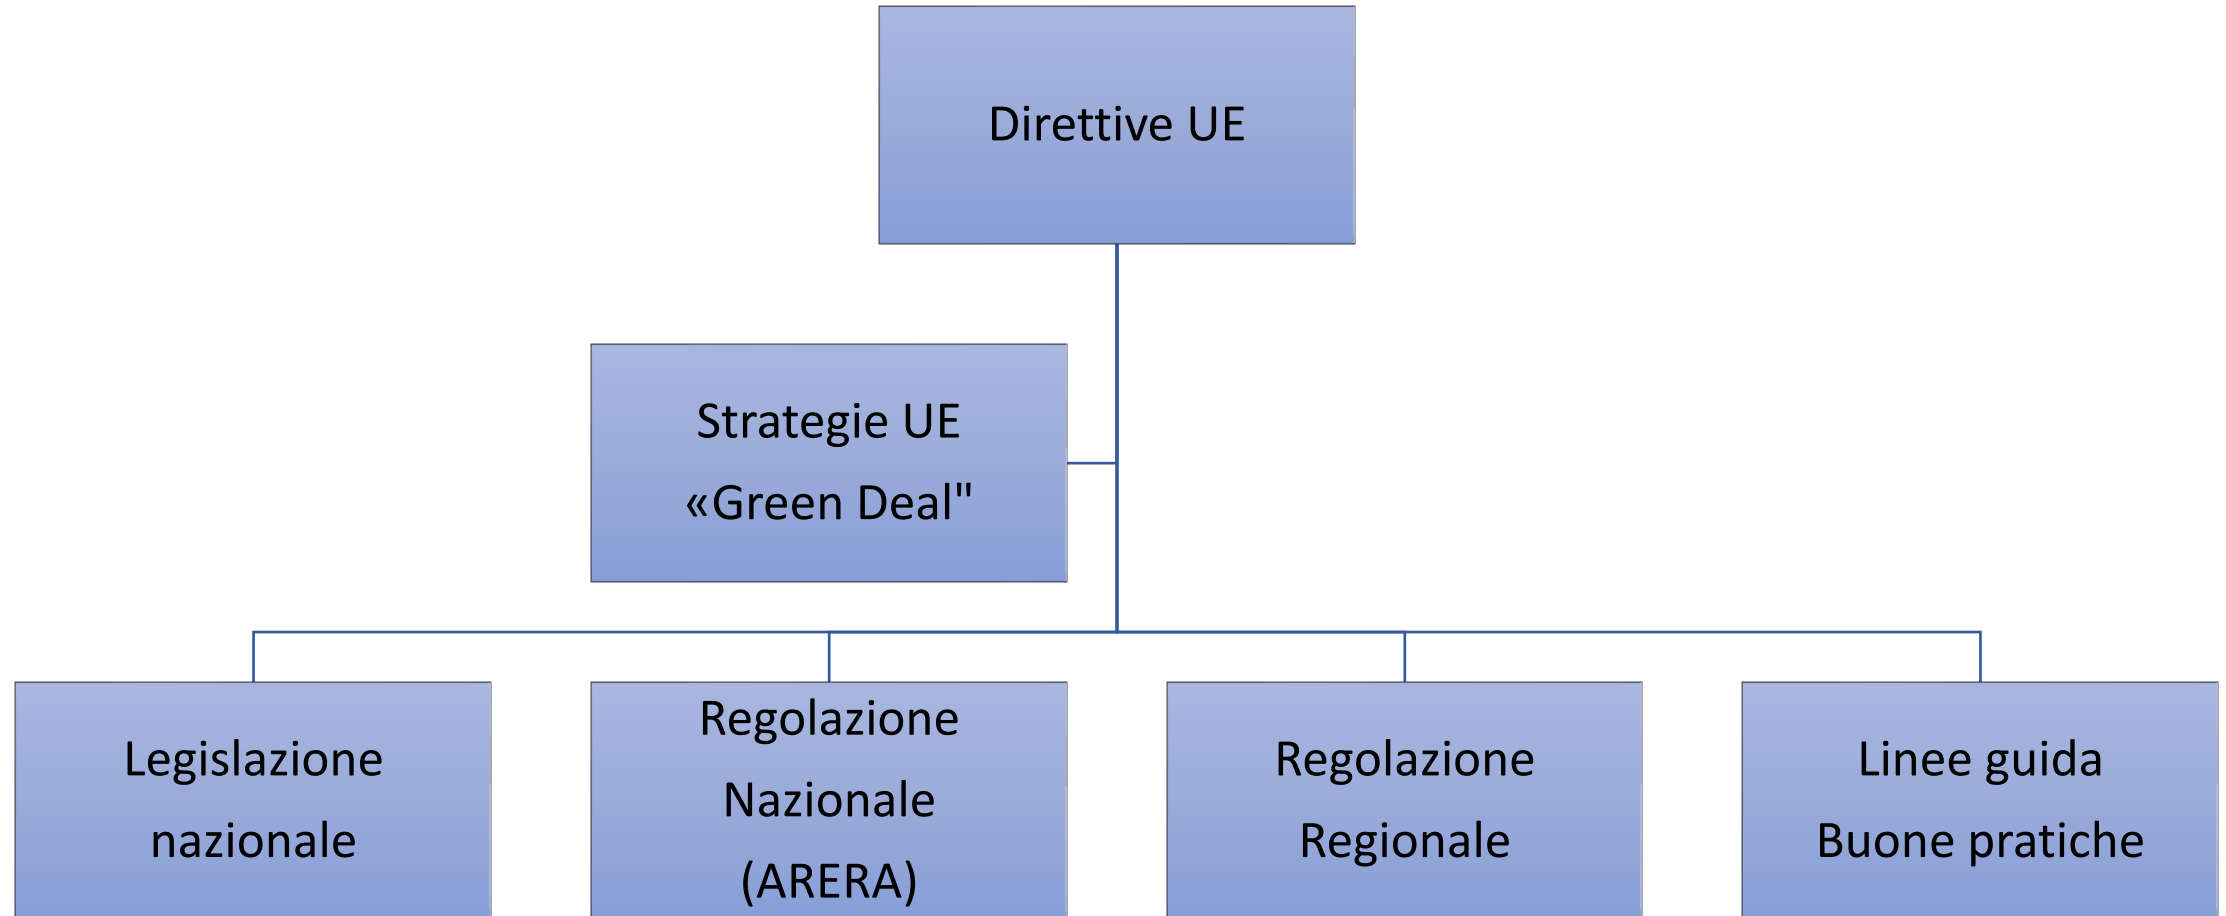 Direttive UE
Strategie UE
«Green Deal"
Legislazione
nazionale
Regolazione
Nazionale
(ARERA)
Regolazione
Regionale
Linee guida
Buone pratiche